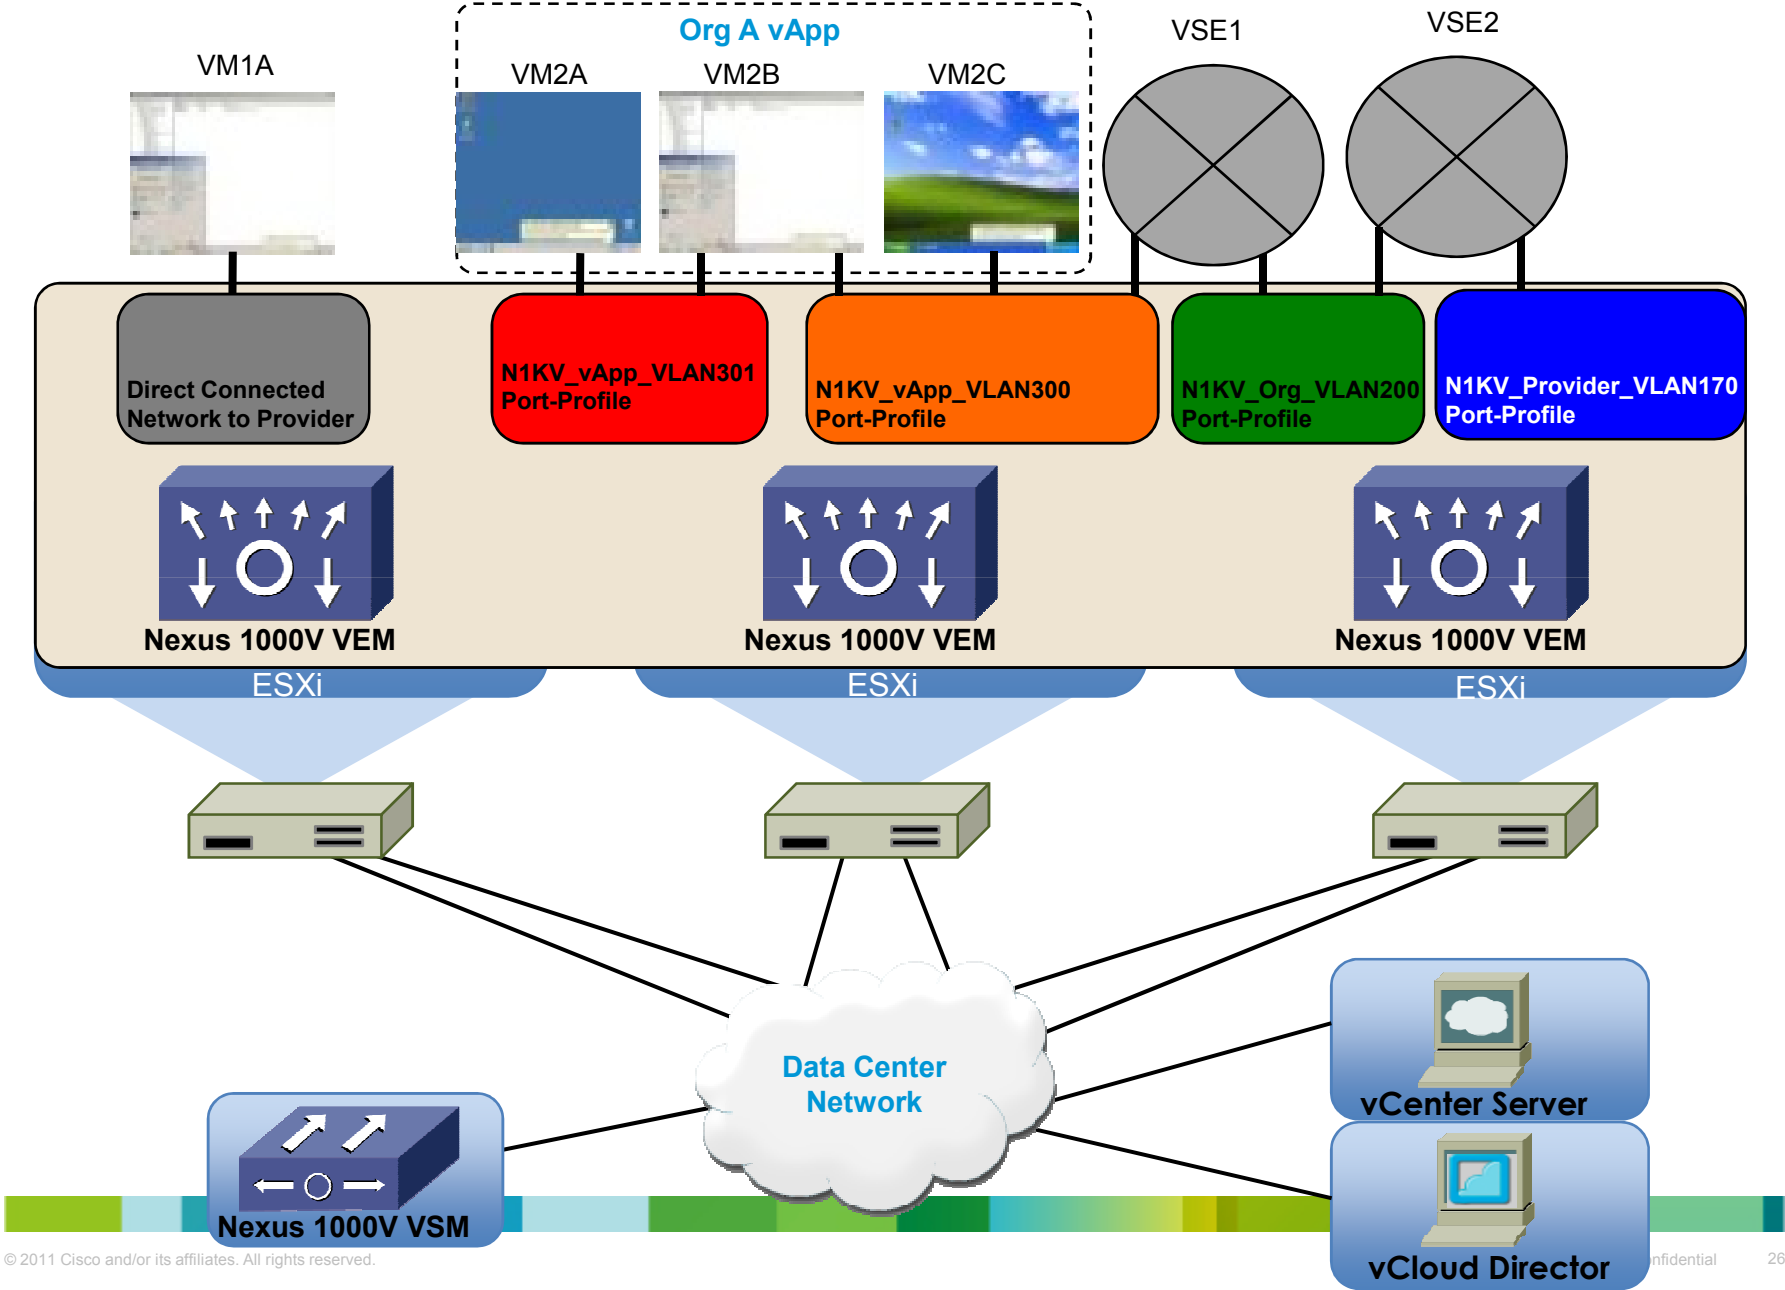 Org A vApp
VSE1
VSE2
VM1A
VM2A
VM2B
VM2C
Direct Connected
Network to Provider
N1KV_vApp_VLAN301
Port-Profile
N1KV_vApp_VLAN300
Port-Profile
N1KV_Org_VLAN200
Port-Profile
N1KV_Provider_VLAN170
Port-Profile
Nexus 1000V VEM
Nexus 1000V VEM
Nexus 1000V VEM
ESXi
ESXi
ESXi
Data Center
Network
vCenter Server
Nexus 1000V VSM
vCloud Director
© 2011 Cisco and/or its affiliates. All rights reserved.
nfidential
26